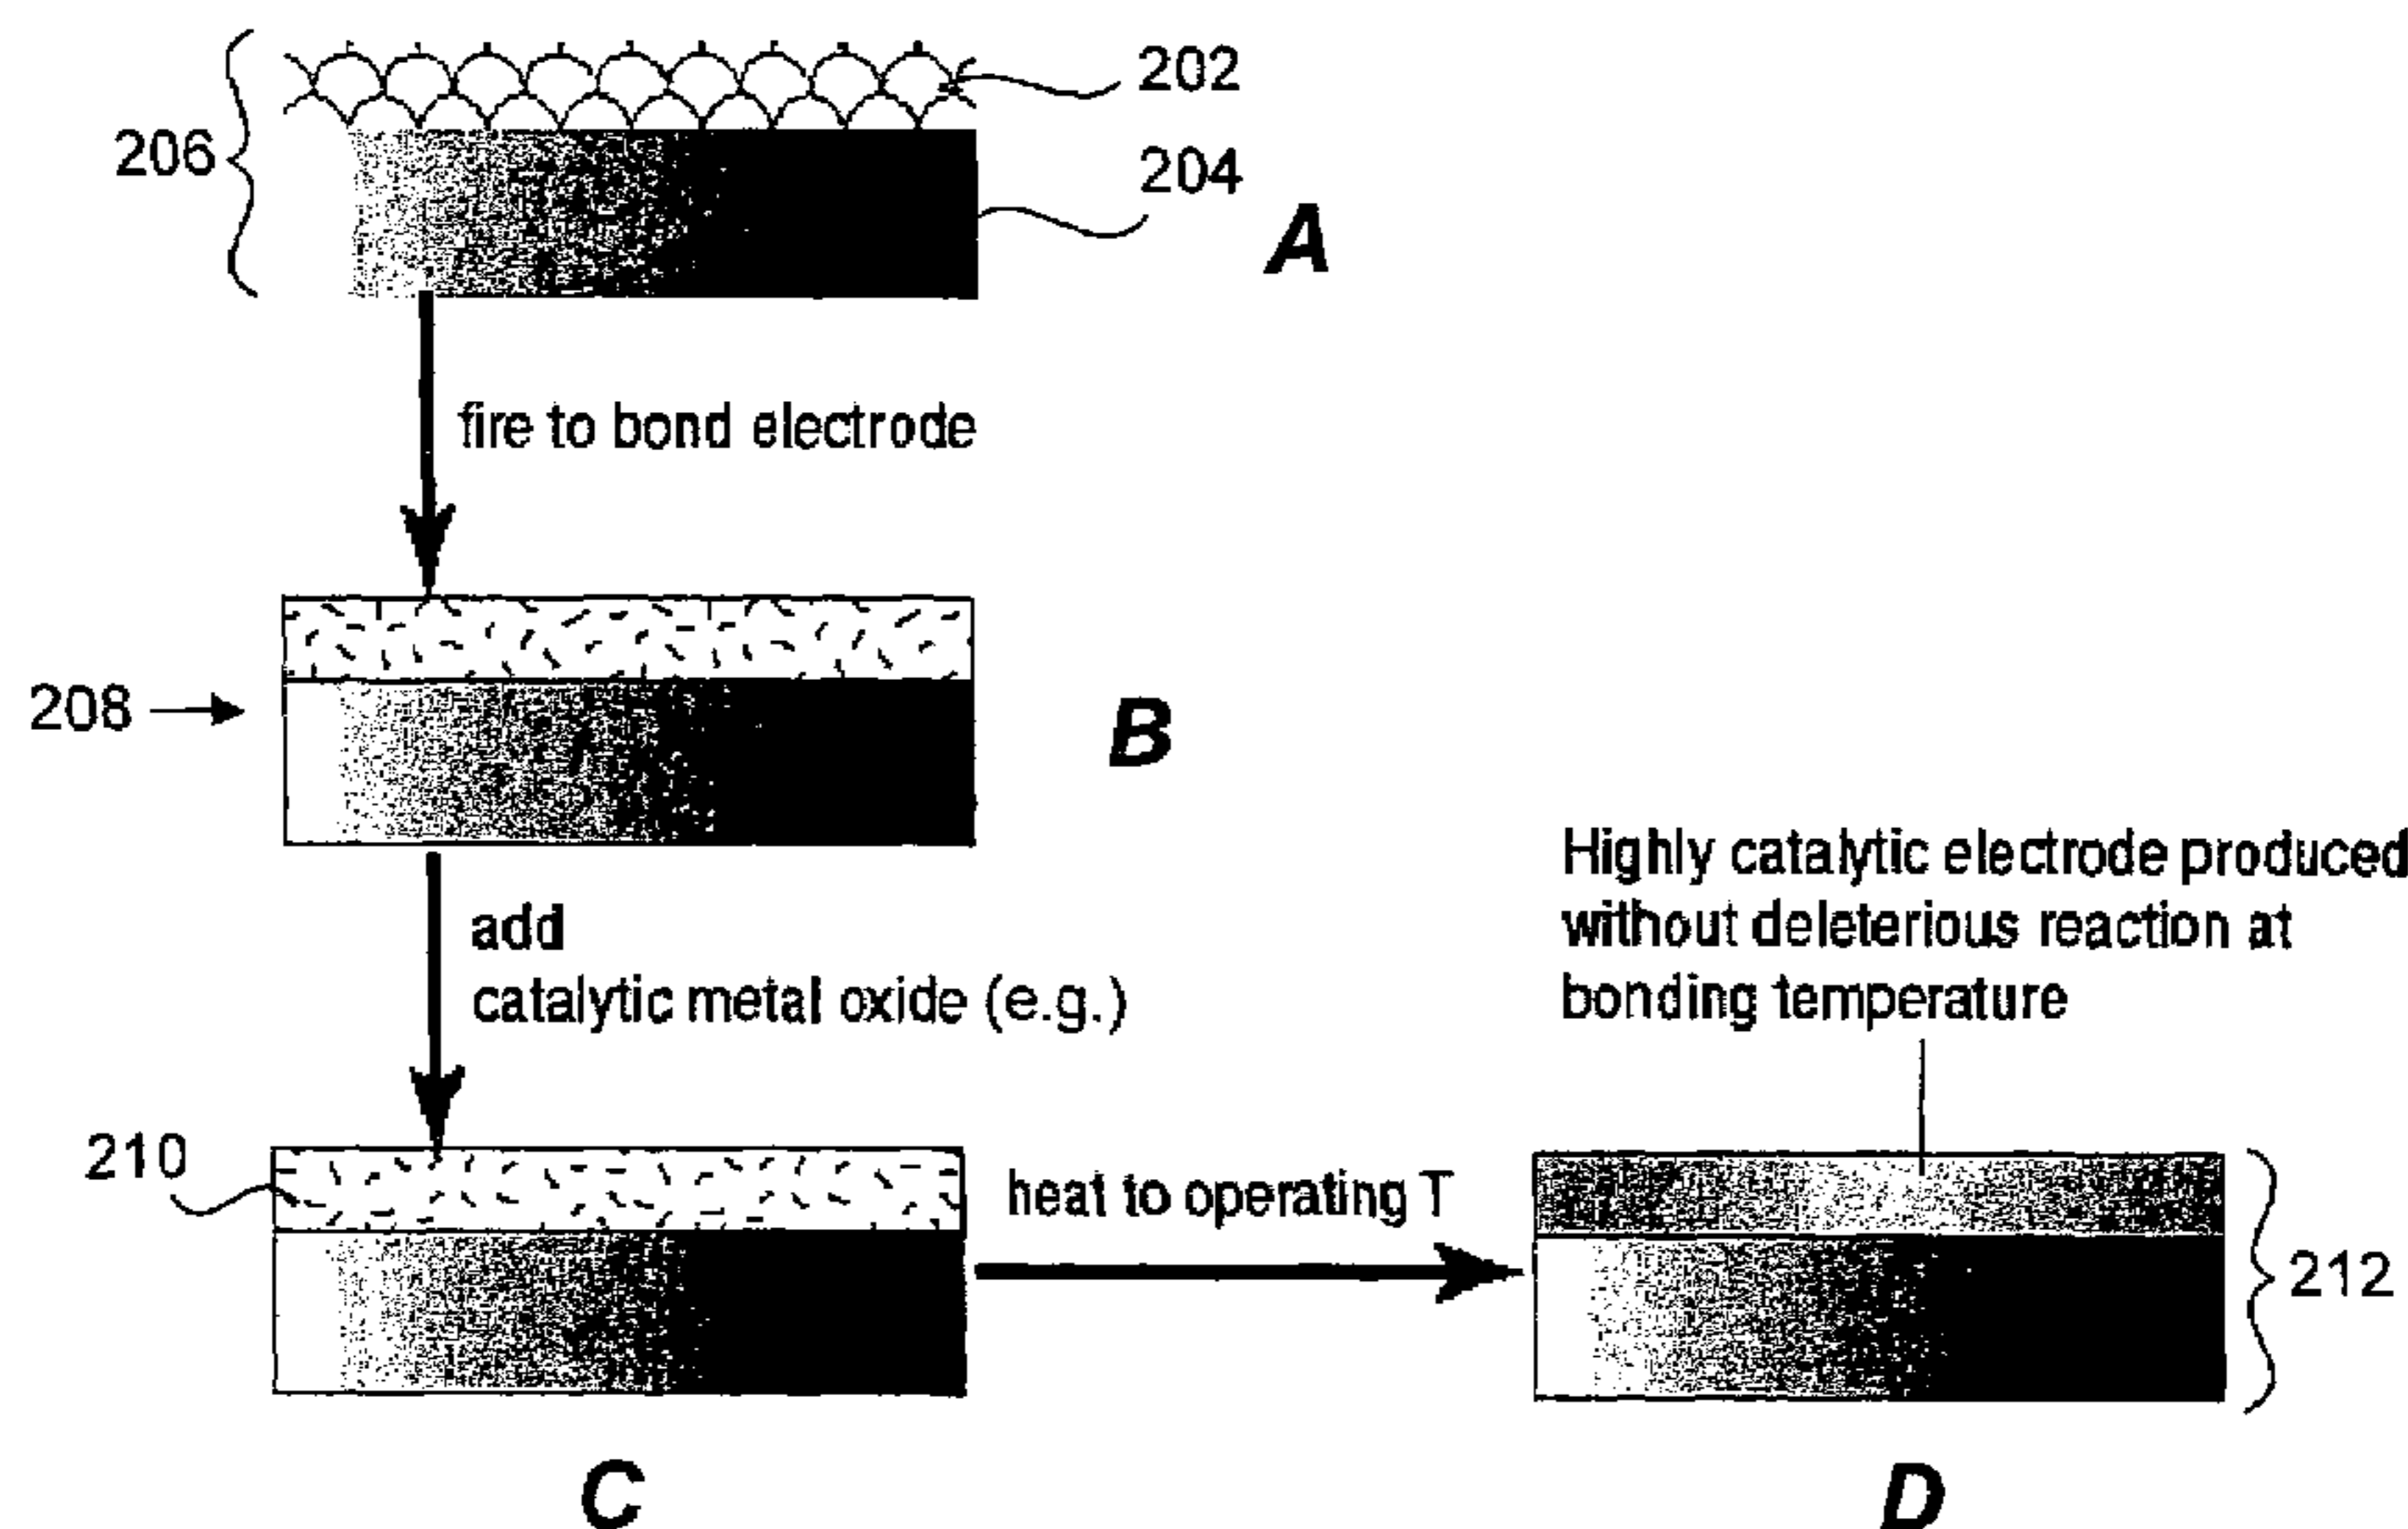 202
206
204
A
fire to bond electrode
208
B
add
catalytic metal oxide (e.g.)
Highly catalytic electrode produced
without deleterious reaction at
bonding temperature
210
heat to operating T
212
C
D